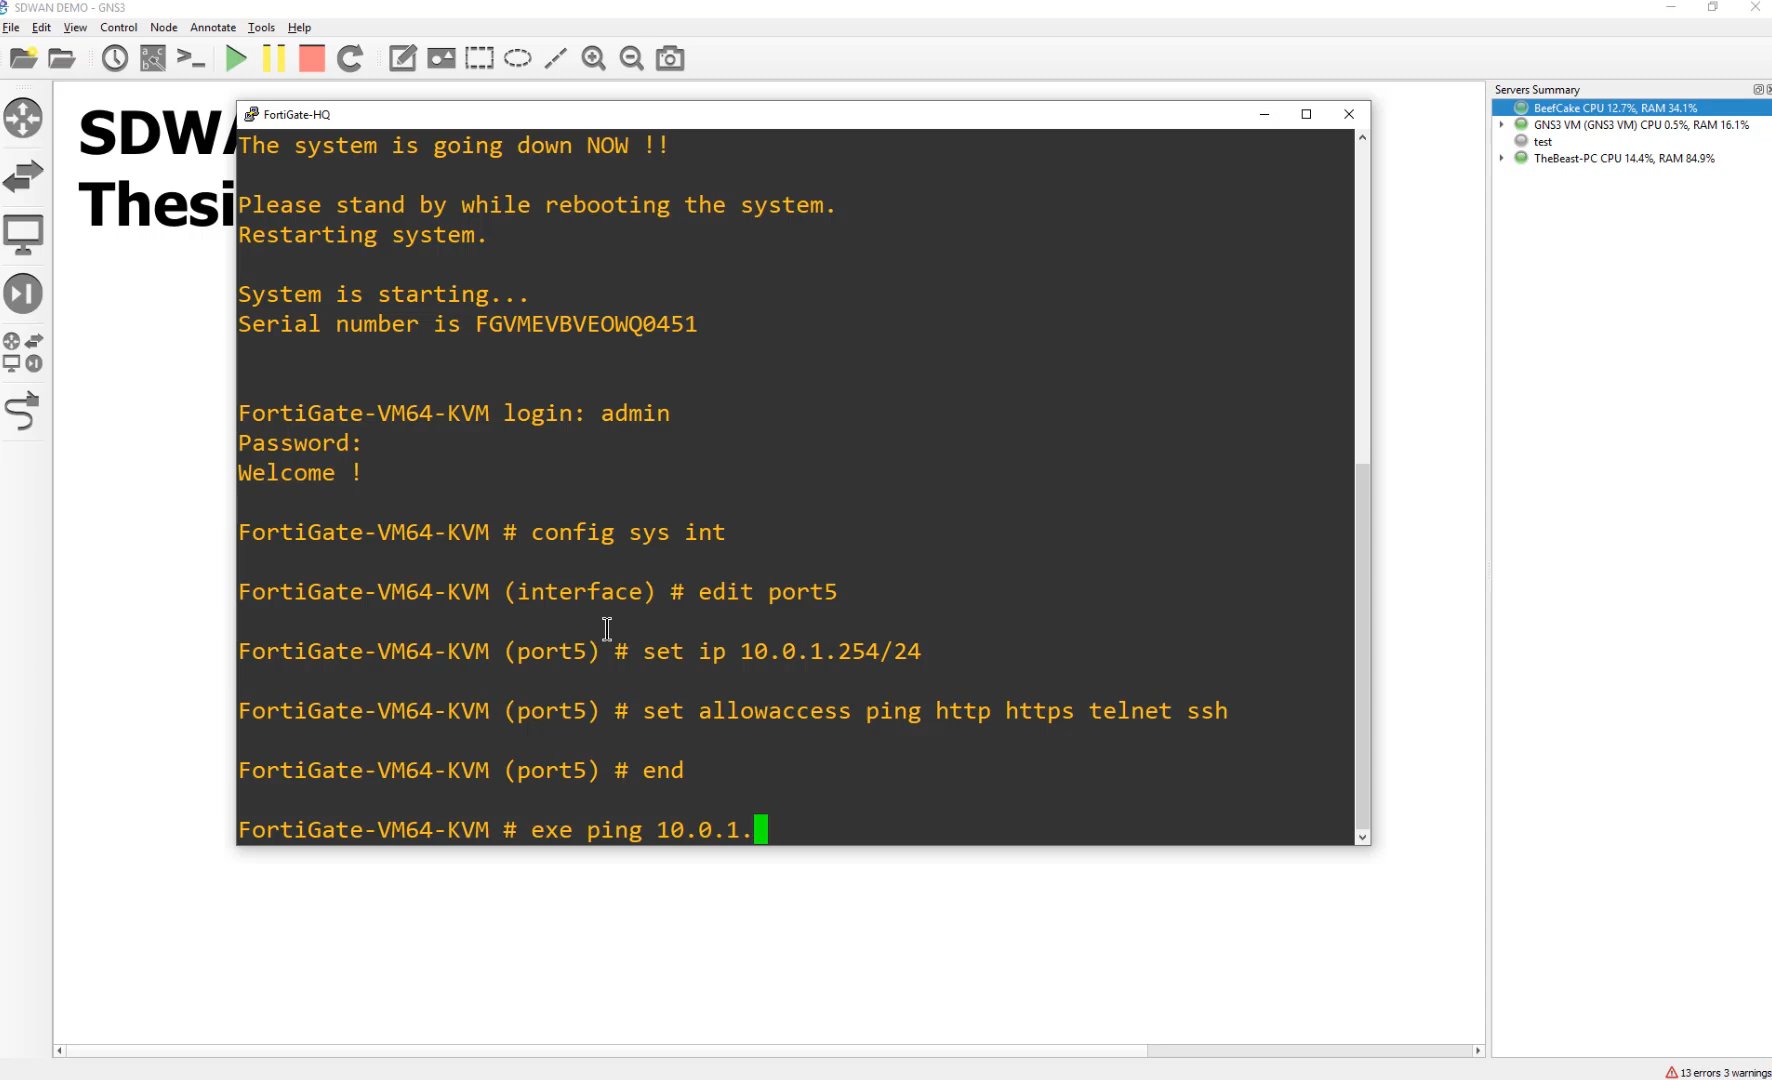 SDWAN DEMO - GNS3
File Edit View Control Node Annotate Tools Help
SDWA
Thesi
FortiGate-HQ
The system is going down NOW !!
Please stand by while rebooting the system.
Restarting system.
System is starting...
Serial number is FGVMEVBVEOWQ0451
FortiGate-VM64-KVM login: admin
Password:
Welcome !
FortiGate-VM64-KVM # config sys int
FortiGate-VM64-KVM (interface) # edit port5
FortiGate-VM64-KVM (port5) # set ip 10.0.1.254/24
FortiGate-VM64-KVM (port5) # set allowaccess ping http https telnet ssh
FortiGate-VM64-KVM (port5) # end
FortiGate-VM64-KVM # exe ping 10.0.1.
Servers Summary
BeefCake CPU 12.7%, RAM 34.1%
GNS3 VM (GNS3 VM) CPU 0.5%, RAM 16.1%
test
TheBeast-PC CPU 14.4%, RAM 84.9%
13 errors 3 warnings